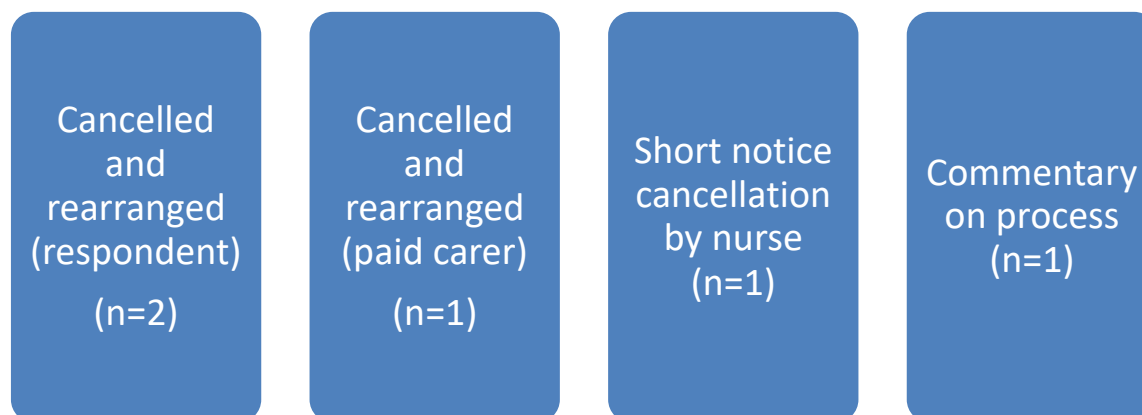 Cancelled
and
rearranged
(respondent)
(n=2)
Cancelled
and
rearranged
(paid carer)
(n=1)
Short notice
cancellation
by nurse
(n=1)
Commentary
on process
(n=1)